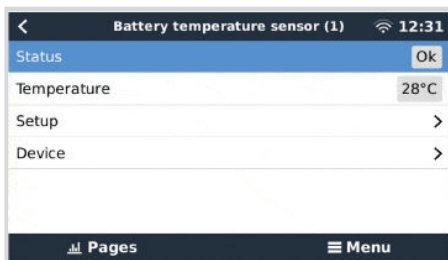 Battery temperature sensor (1) 12:31
Status Ok
Temperature 28°C
Setup
Device
Pages Menu